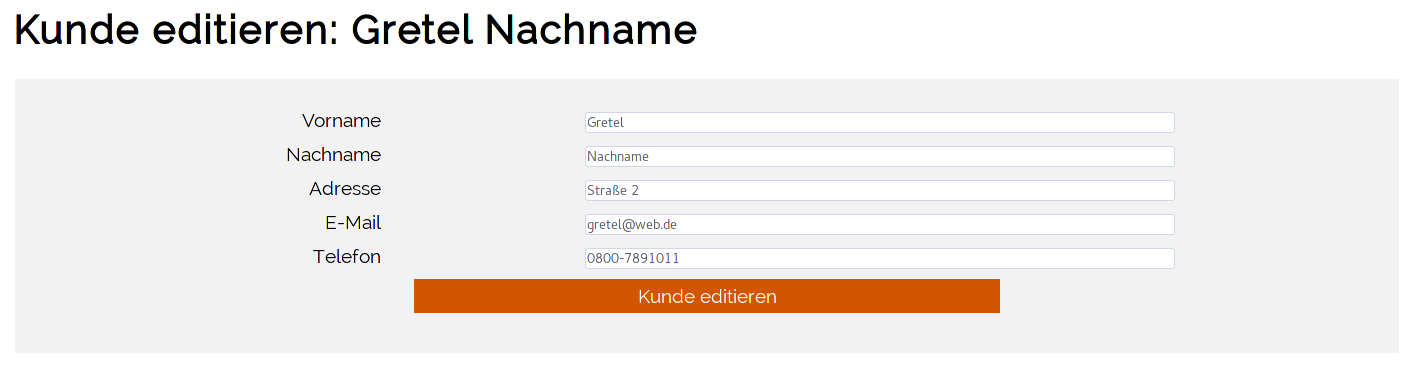 Kunde editieren: Gretel Nachname
Vorname Gretel
Nachname Nachname
Adresse Straße 2
E-Mail gretel@web.de
Telefon 0800-7891011
Kunde editieren